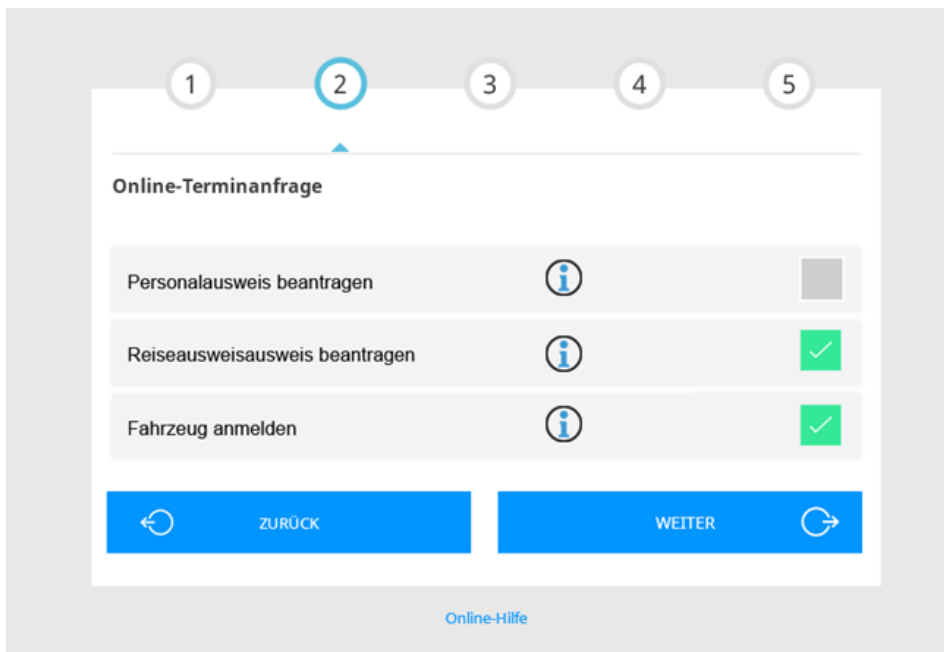 1 2 3 4 5
Online-Terminanfrage
Personalausweis beantragen
Reiseausweisausweis beantragen
Fahrzeug anmelden
ZURÜCK WEITER
Online-Hilfe